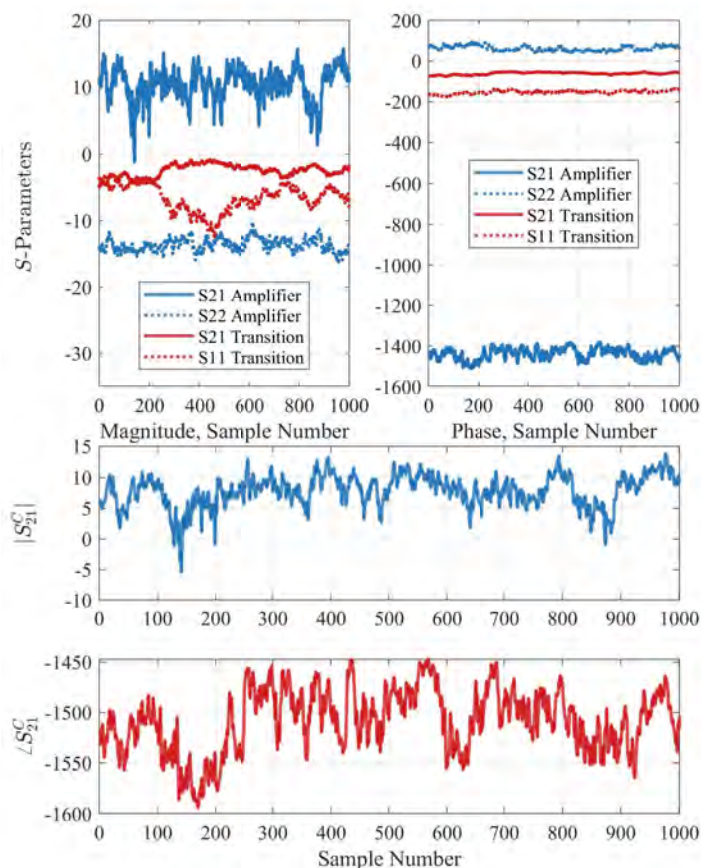 20
10
0
-10
-20
-30
S-Parameters
S21 Amplifier
S22 Amplifier
S21 Transition
S11 Transition
0 200 400 600 800 1000
Magnitude, Sample Number
200
0
-200
-400
-600
-800
-1000
-1200
-1400
-1600
S21 Amplifier
S22 Amplifier
S21 Transition
S11 Transition
0 200 400 600 800 1000
Phase, Sample Number
15
10
5
0
-5
-10
|S_{21}^C|
0 100 200 300 400 500 600 700 800 900 1000
-1450
-1500
-1550
-1600
∠S_{21}^C
0 100 200 300 400 500 600 700 800 900 1000
Sample Number